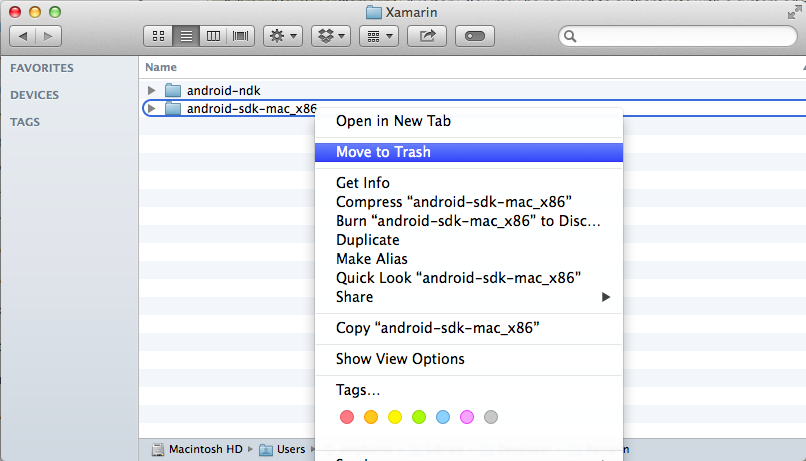 Xamarin
FAVORITES
DEVICES
TAGS
Name
android-ndk
android-sdk-mac_x86
Open in New Tab
Move to Trash
Get Info
Compress “android-sdk-mac_x86”
Burn “android-sdk-mac_x86” to Disc…
Duplicate
Make Alias
Quick Look “android-sdk-mac_x86”
Share
Copy “android-sdk-mac_x86”
Show View Options
Tags…
Macintosh HD
Users